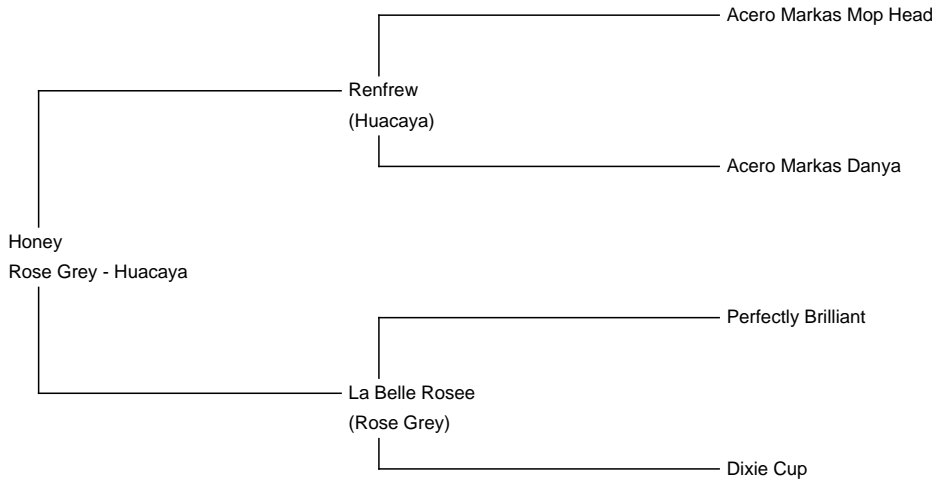 Acero Markas Mop Head
Renfrew
(Huacaya)
Acero Markas Danya
Honey
Rose Grey - Huacaya
Perfectly Brilliant
La Belle Rosee
(Rose Grey)
Dixie Cup